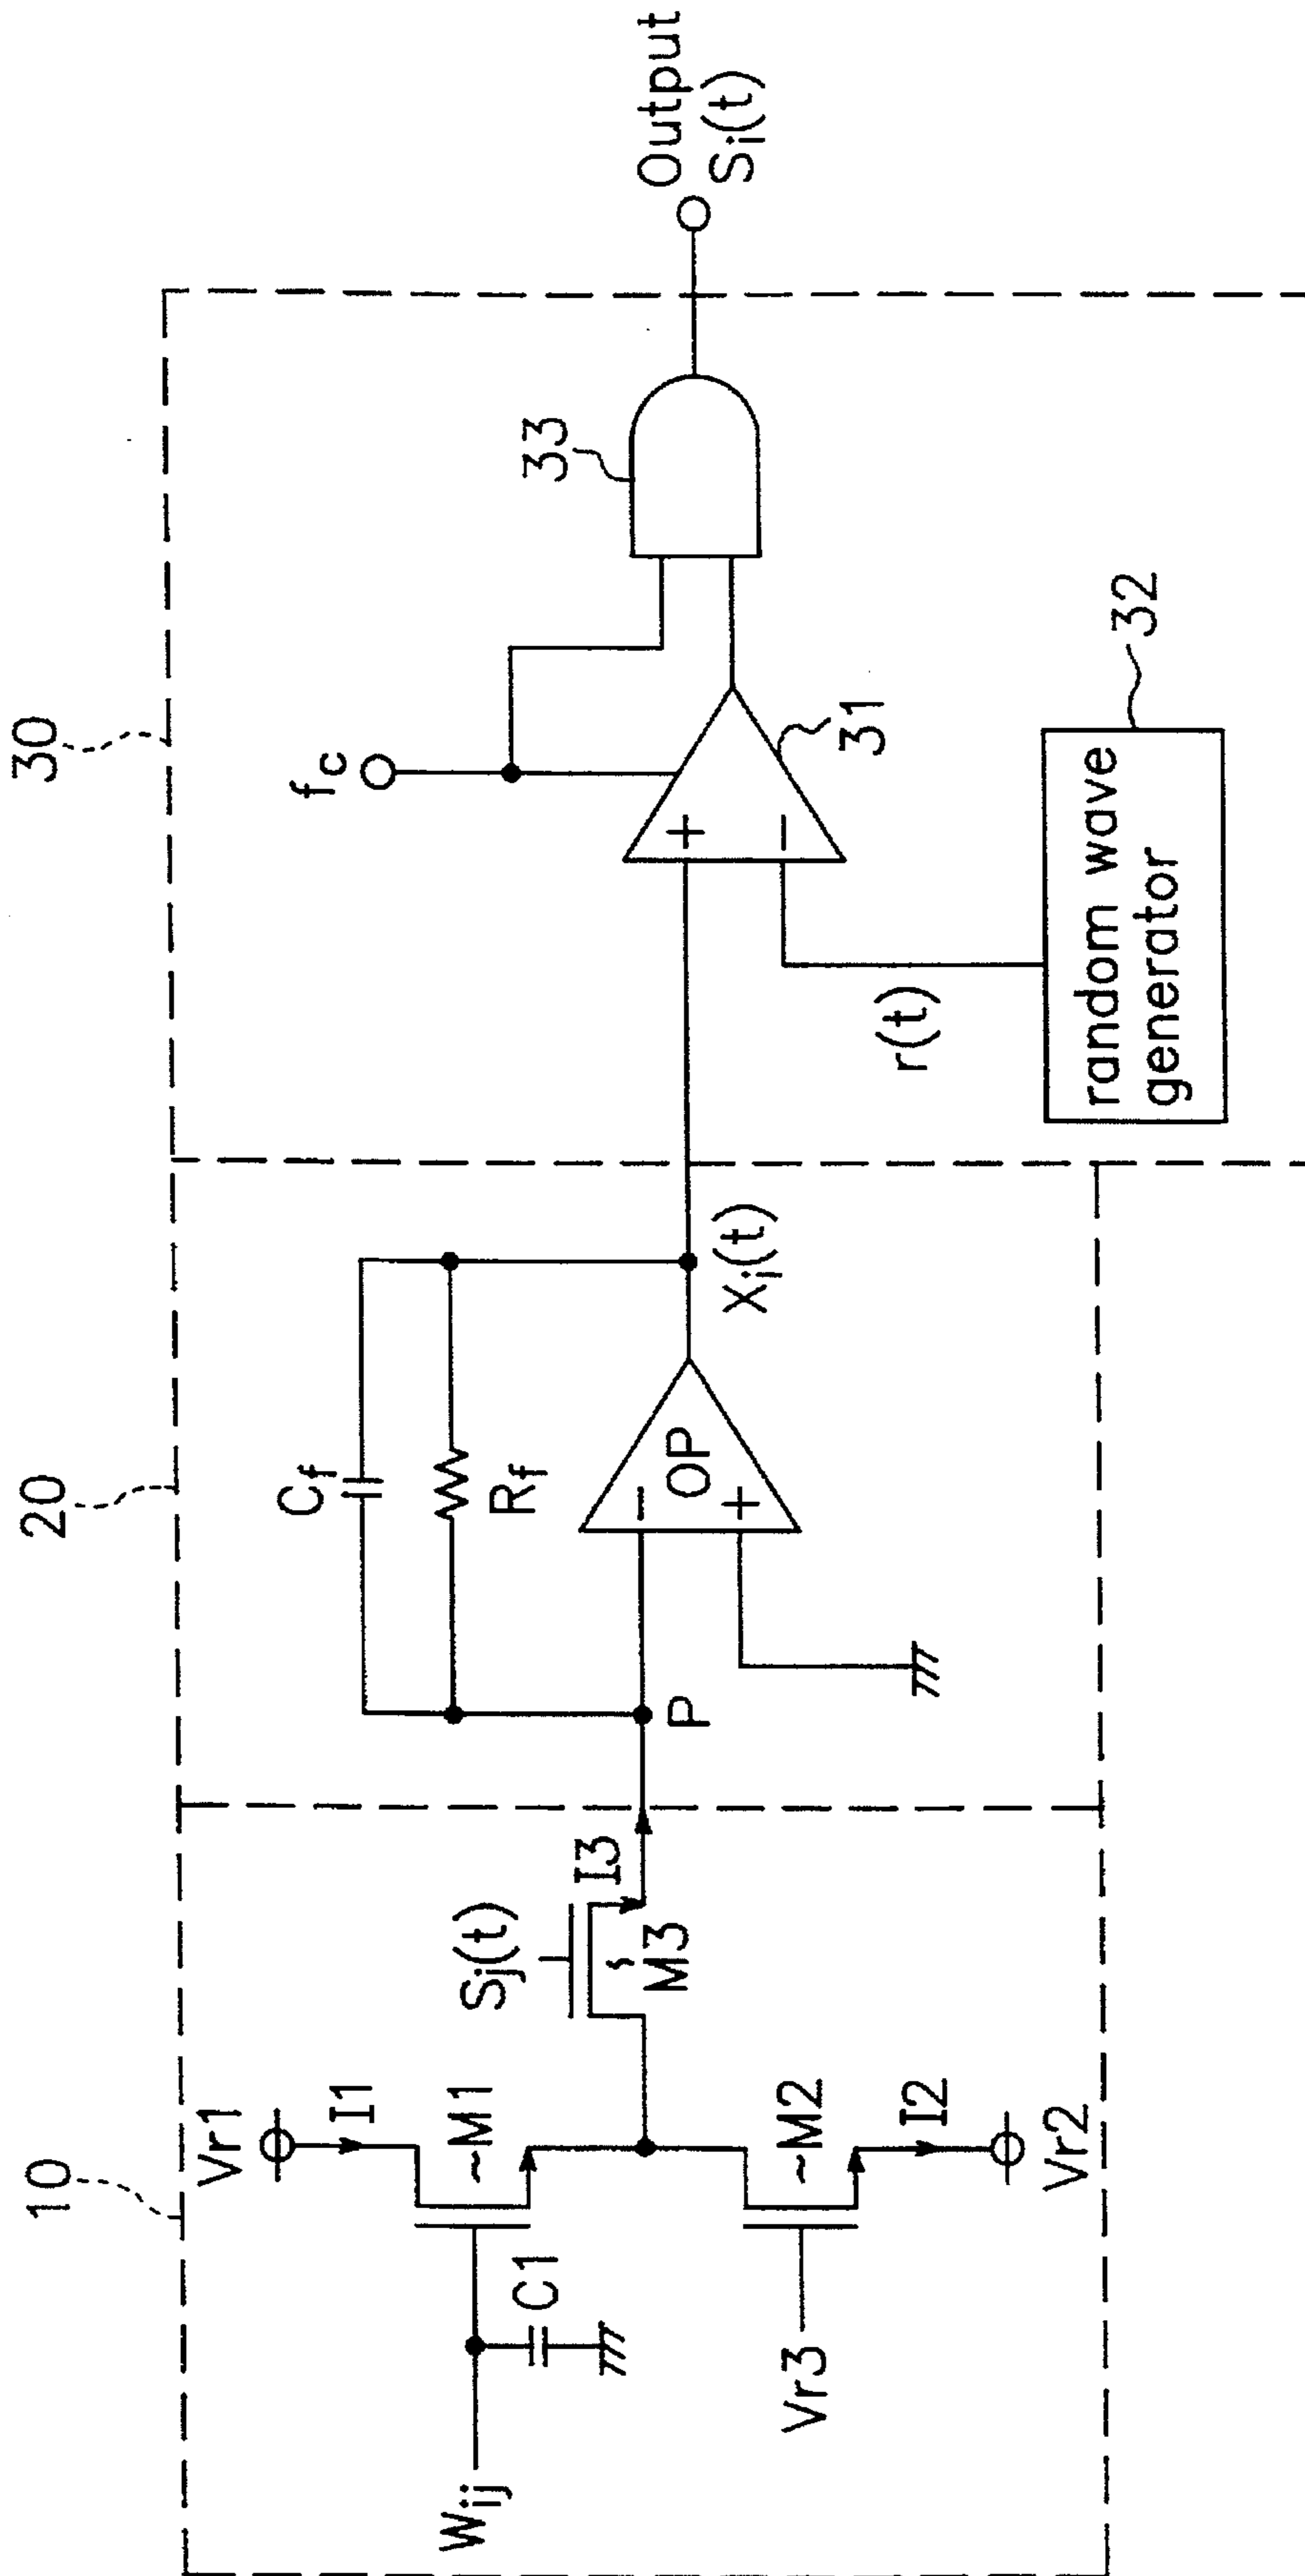 10
20
30
Vr1
I1
~M1
Wij
C1
Vr3
~M2
I2
Vr2
Sj(t)
M3
I3
P
Cf
Rf
OP
−
+
Xi(t)
fc
+
−
31
r(t)
random wave
generator
32
33
Output
Si(t)